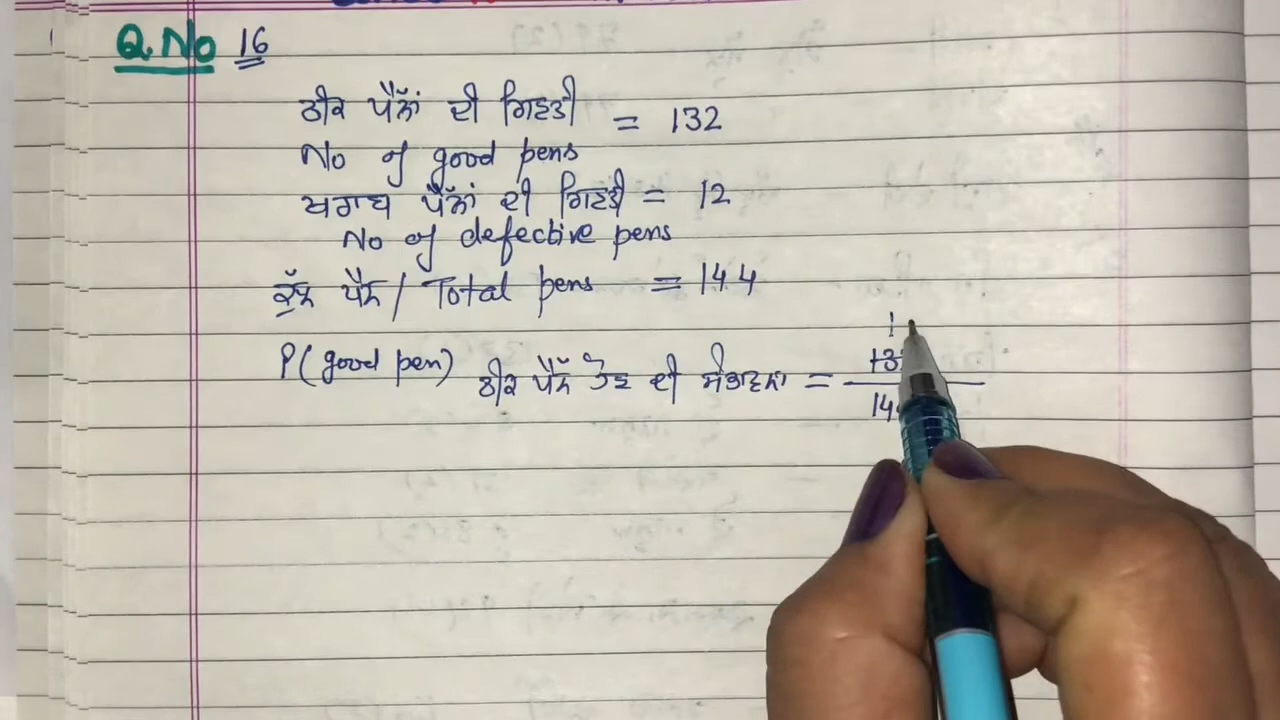 Q.No 16
ਠੀਕ ਪੈੱਨਾਂ ਦੀ ਗਿਣਤੀ = 132
No of good pens
ਖਰਾਬ ਪੈੱਨਾਂ ਦੀ ਗਿਣਤੀ = 12
No of defective pens
ਕੁੱਲ ਪੈੱਨ / Total pens = 144
P(good pen) ਠੀਕ ਪੈੱਨ ਹੋਣ ਦੀ ਸੰਭਾਵਨਾ =